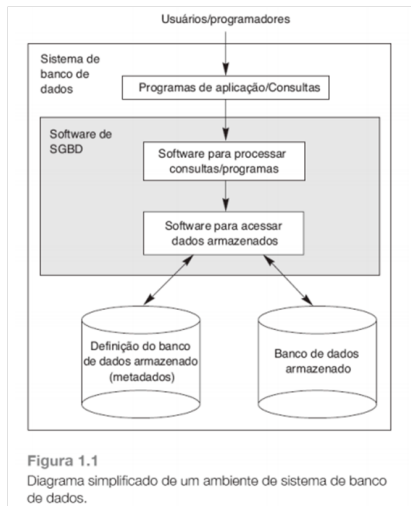 Usuários/programadores
Sistema de
banco de
dados
Programas de aplicação/Consultas
Software de
SGBD
Software para processar
consultas/programas
Software para acessar
dados armazenados
Definição do banco
de dados armazenado
(metadados)
Banco de dados
armazenado
Figura 1.1
Diagrama simplificado de um ambiente de sistema de banco
de dados.